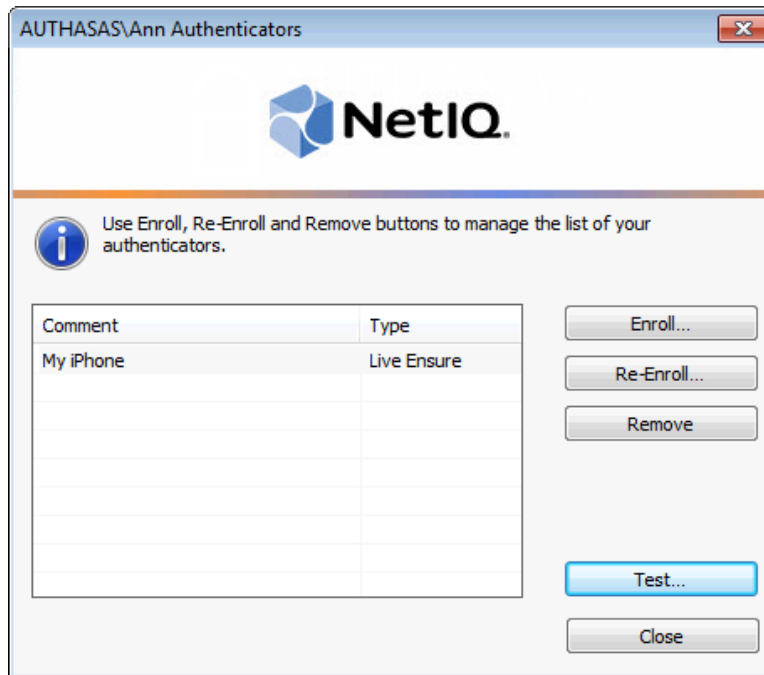 AUTHASAS\Ann Authenticators
NetIQ.
Use Enroll, Re-Enroll and Remove buttons to manage the list of your
authenticators.
Comment Type
My iPhone Live Ensure
Enroll...
Re-Enroll...
Remove
Test...
Close